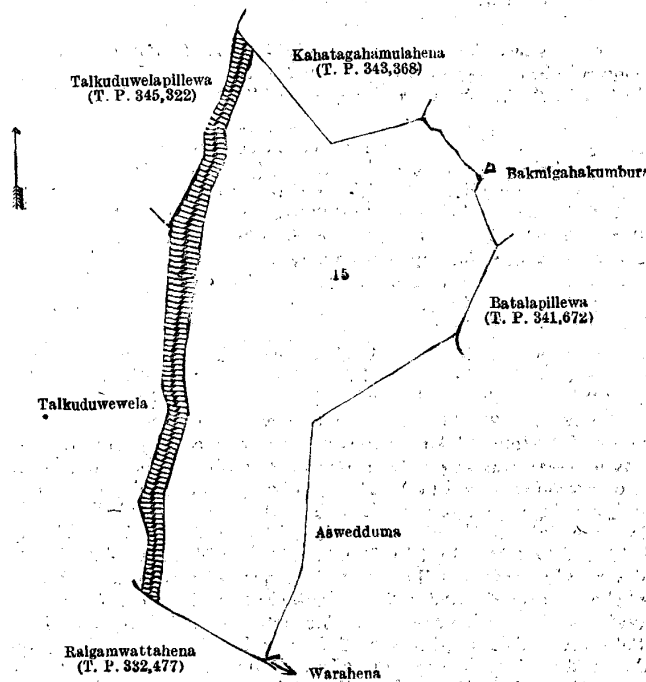 Kahatagahamulahena
(T. P. 343,368)
Talkuduwelapillewa
(T. P. 345,322)
Bakmigahakumbura
15
Batalapillewa
(T. P. 341,672)
Talkuduwewela
Aswedduma
Ralgamwattahena
(T. P. 332,477)
Warahena